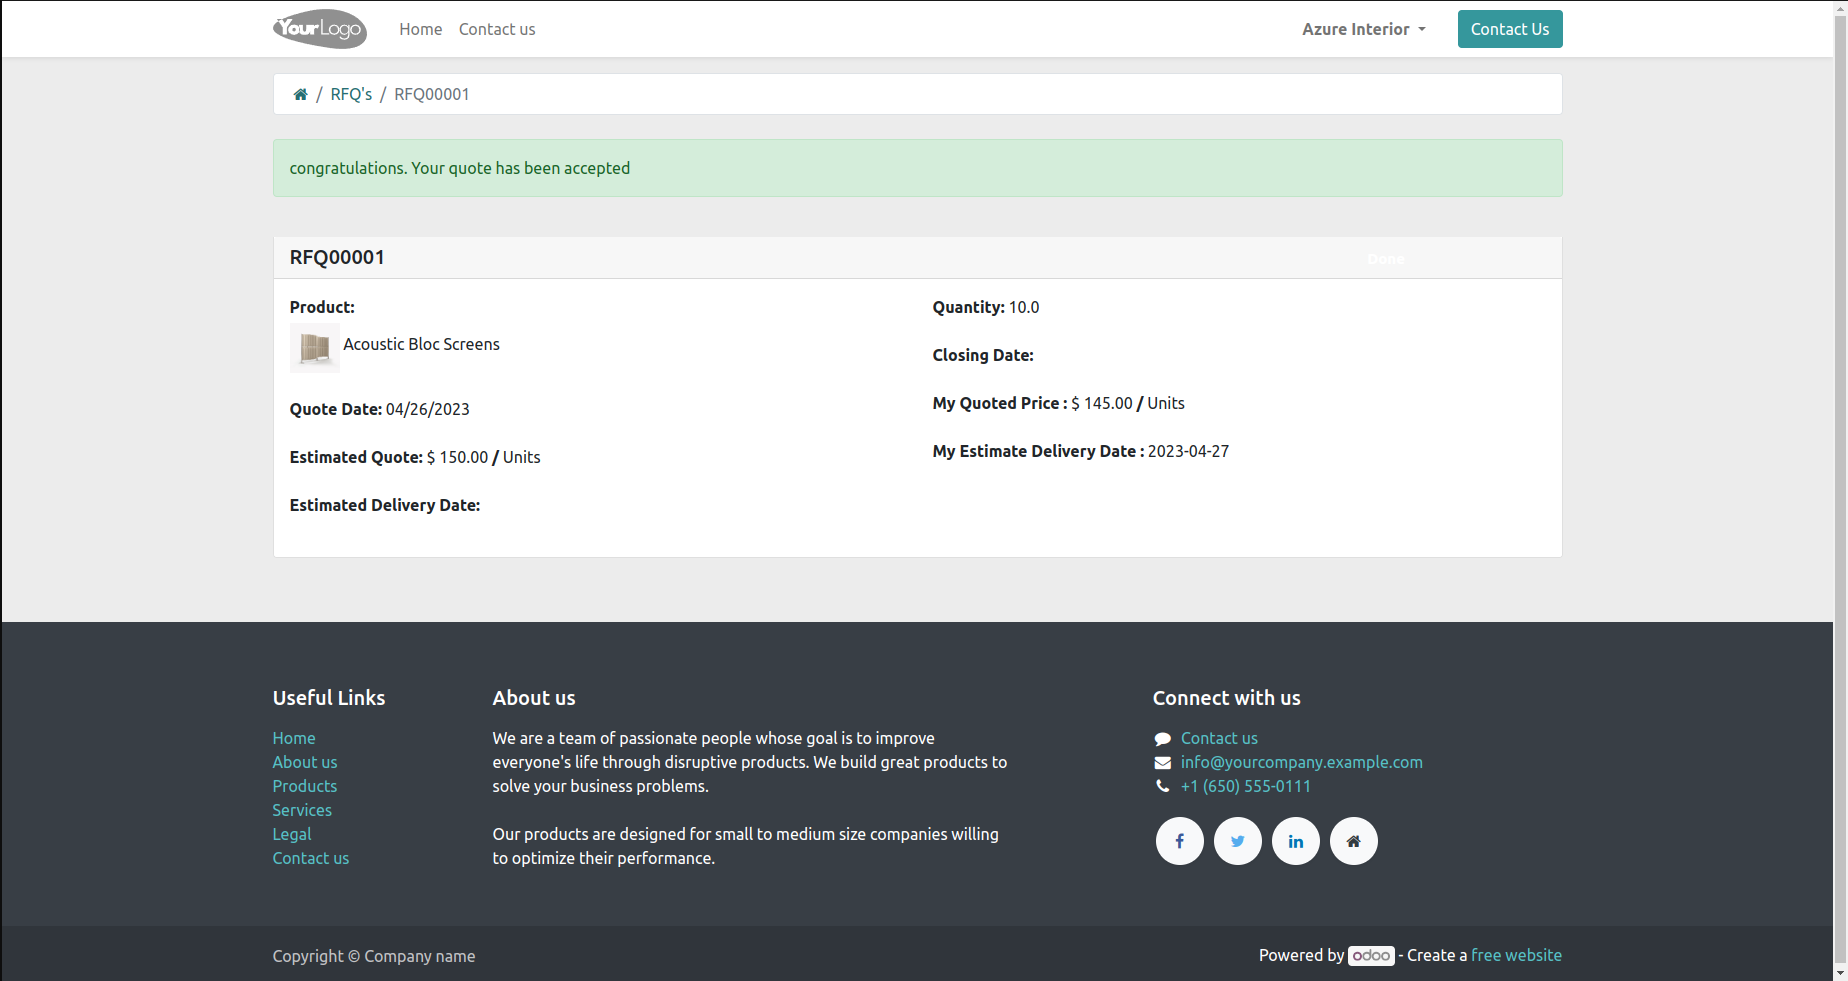 YourLogo Home Contact us Azure Interior Contact Us
/ RFQ's / RFQ00001
congratulations. Your quote has been accepted
RFQ00001 Done
Product: Quantity: 10.0
Acoustic Bloc Screens
Closing Date:
Quote Date: 04/26/2023 My Quoted Price : $ 145.00 / Units
Estimated Quote: $ 150.00 / Units My Estimate Delivery Date : 2023-04-27
Estimated Delivery Date:
Useful Links
Home
About us
Products
Services
Legal
Contact us
About us
We are a team of passionate people whose goal is to improve
everyone's life through disruptive products. We build great products to
solve your business problems.
Our products are designed for small to medium size companies willing
to optimize their performance.
Connect with us
Contact us
info@yourcompany.example.com
+1 (650) 555-0111
Copyright © Company name Powered by odoo - Create a free website